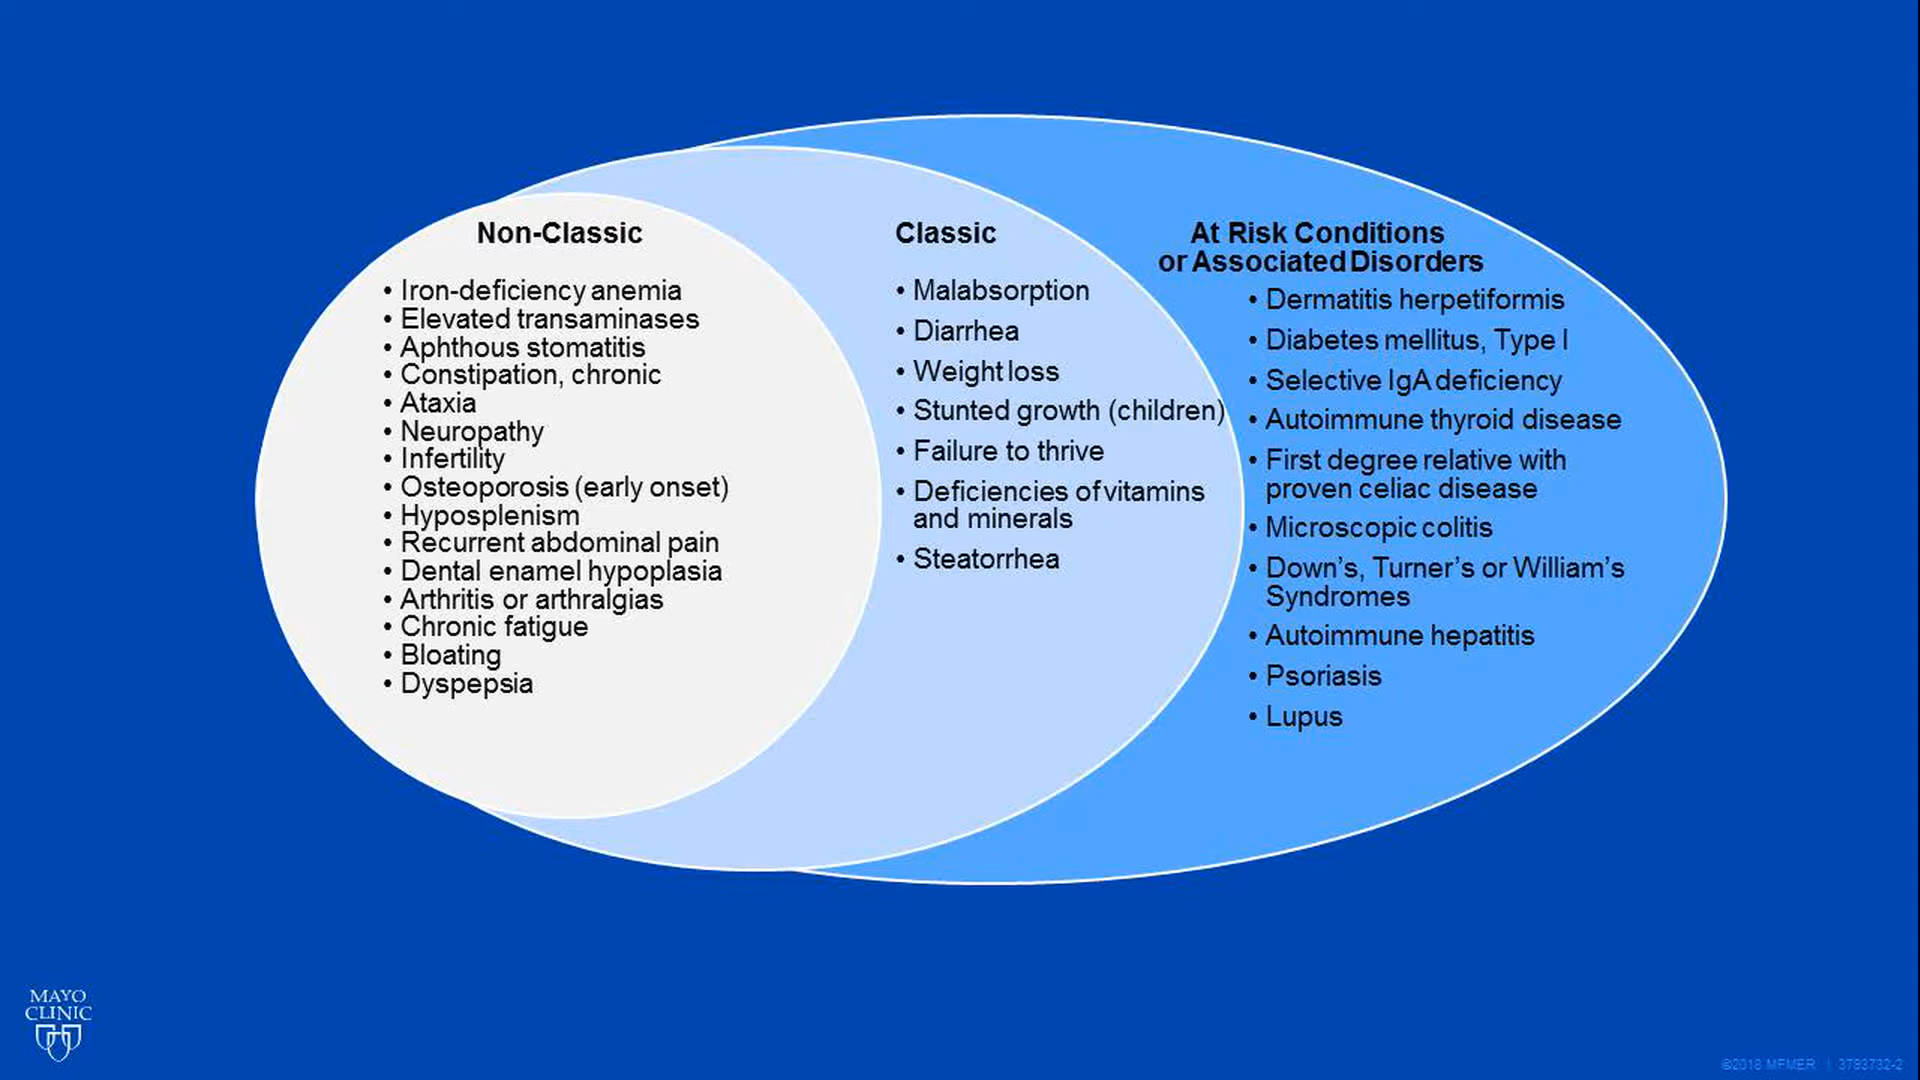 Non-Classic
• Iron-deficiency anemia
• Elevated transaminases
• Aphthous stomatitis
• Constipation, chronic
• Ataxia
• Neuropathy
• Infertility
• Osteoporosis (early onset)
• Hyposplenism
• Recurrent abdominal pain
• Dental enamel hypoplasia
• Arthritis or arthralgias
• Chronic fatigue
• Bloating
• Dyspepsia
Classic
• Malabsorption
• Diarrhea
• Weight loss
• Stunted growth (children)
• Failure to thrive
• Deficiencies of vitamins
and minerals
• Steatorrhea
At Risk Conditions
or Associated Disorders
• Dermatitis herpetiformis
• Diabetes mellitus, Type I
• Selective IgA deficiency
• Autoimmune thyroid disease
• First degree relative with
proven celiac disease
• Microscopic colitis
• Down’s, Turner’s or William’s
Syndromes
• Autoimmune hepatitis
• Psoriasis
• Lupus
MAYO
CLINIC
©2018 MFMER | 3793732-2